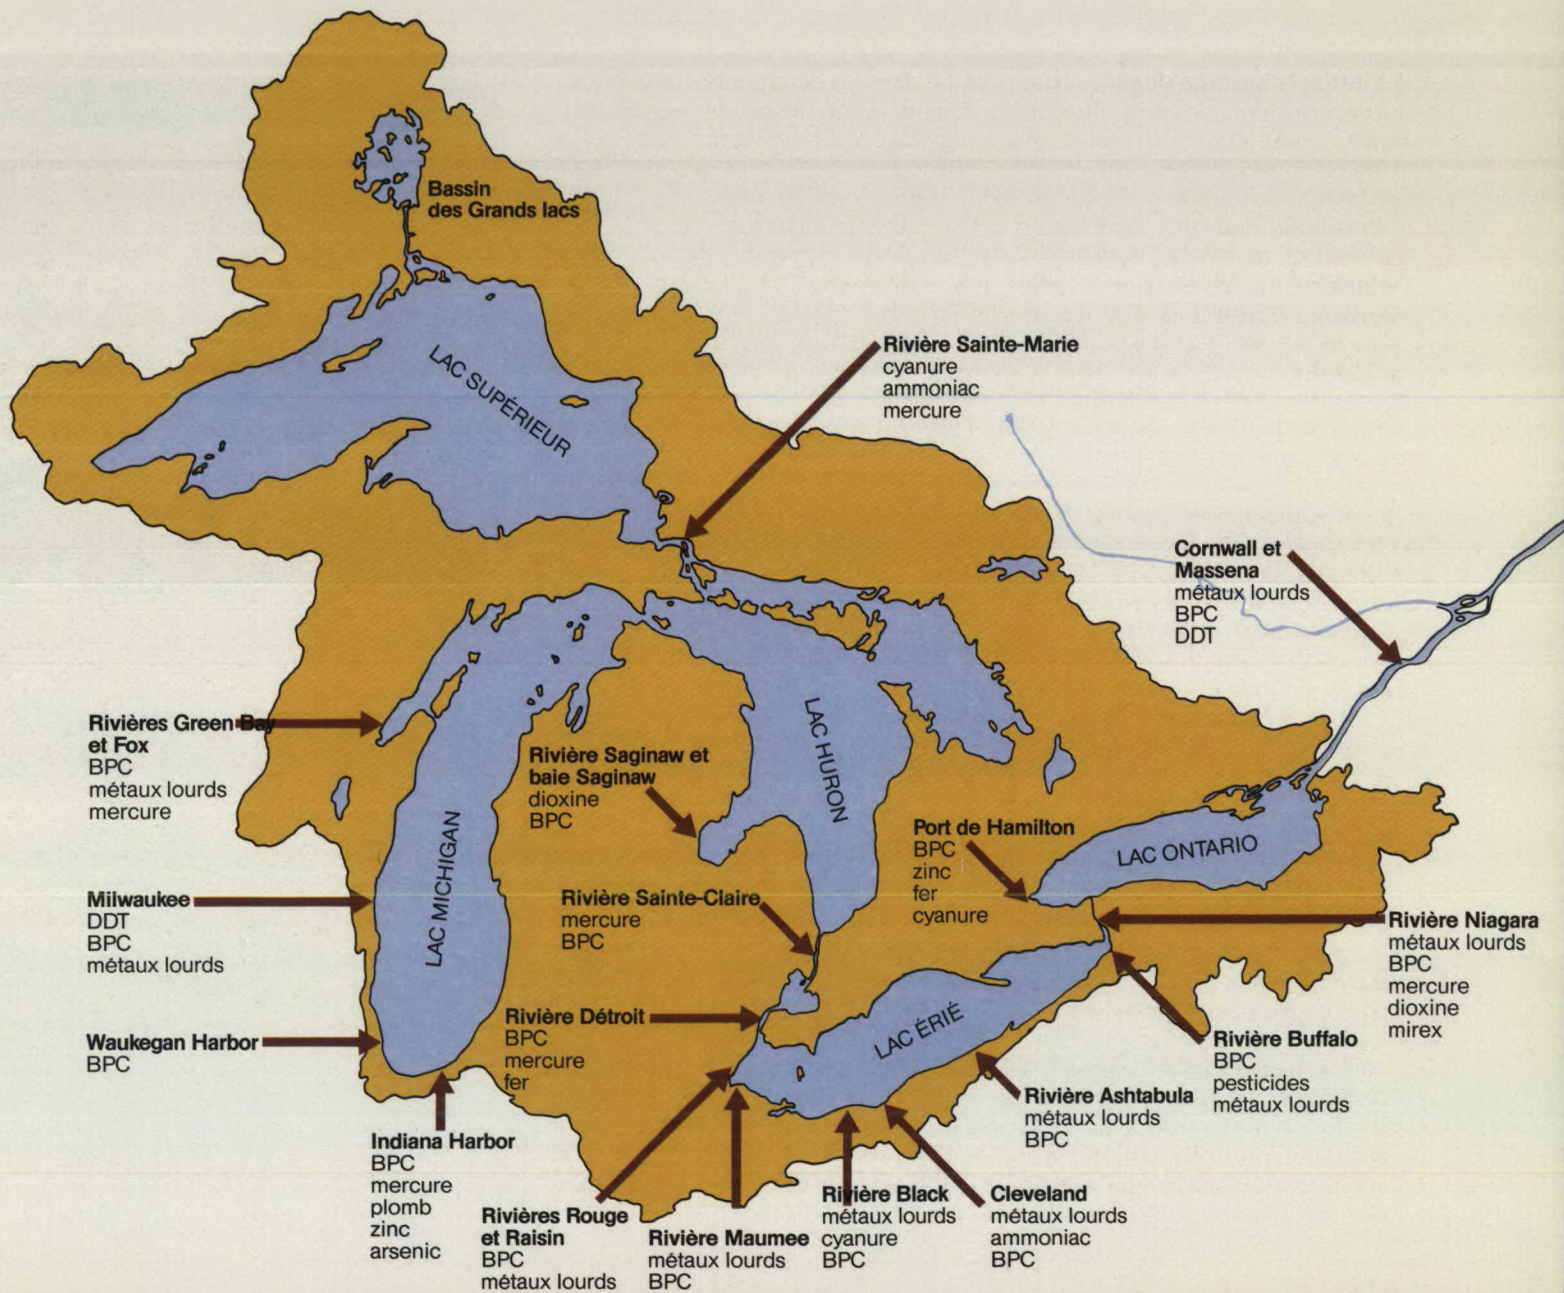 Bassin
des Grands lacs
LAC SUPÉRIEUR
Rivière Sainte-Marie
cyanure
ammoniac
mercure
Cornwall et
Massena
métaux lourds
BPC
DDT
Rivières Green Bay
et Fox
BPC
métaux lourds
mercure
Rivière Saginaw et
baie Saginaw
dioxine
BPC
LAC HURON
LAC MICHIGAN
Port de Hamilton
BPC
zinc
fer
cyanure
LAC ONTARIO
Milwaukee
DDT
BPC
métaux lourds
Rivière Sainte-Claire
mercure
BPC
Rivière Niagara
métaux lourds
BPC
mercure
dioxine
mirex
Waukegan Harbor
BPC
Rivière Détroit
BPC
mercure
fer
LAC ÉRIÉ
Rivière Buffalo
BPC
pesticides
métaux lourds
Rivière Ashtabula
métaux lourds
BPC
Indiana Harbor
BPC
mercure
plomb
zinc
arsenic
Rivières Rouge
et Raisin
BPC
métaux lourds
Rivière Maumee
métaux lourds
BPC
Rivière Black
métaux lourds
cyanure
BPC
Cleveland
métaux lourds
ammoniac
BPC